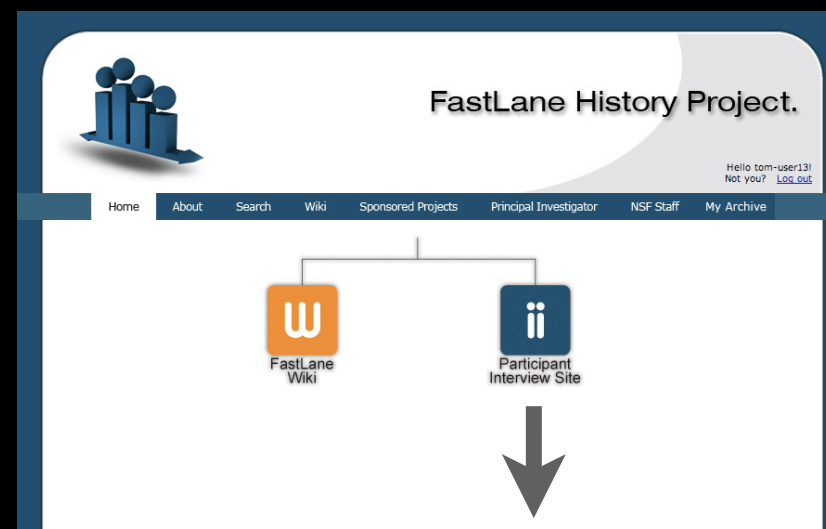 FastLane History Project.
Hello tom-user13!
Not you? Log out
Home About Search Wiki Sponsored Projects Principal Investigator NSF Staff My Archive
w
FastLane
Wiki
ii
Participant
Interview Site